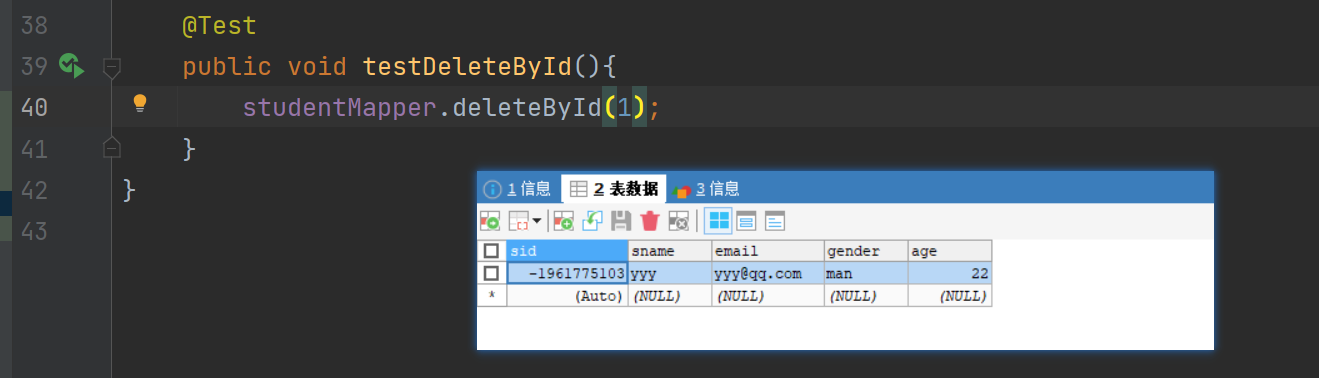 38 @Test
39 public void testDeleteById(){
40 studentMapper.deleteById(1);
41 }
42 }
43
1 信息 2 表数据 3 信息
sid sname email gender age
-1961775103 yyy yyy@qq.com man 22
* (Auto) (NULL) (NULL) (NULL) (NULL)